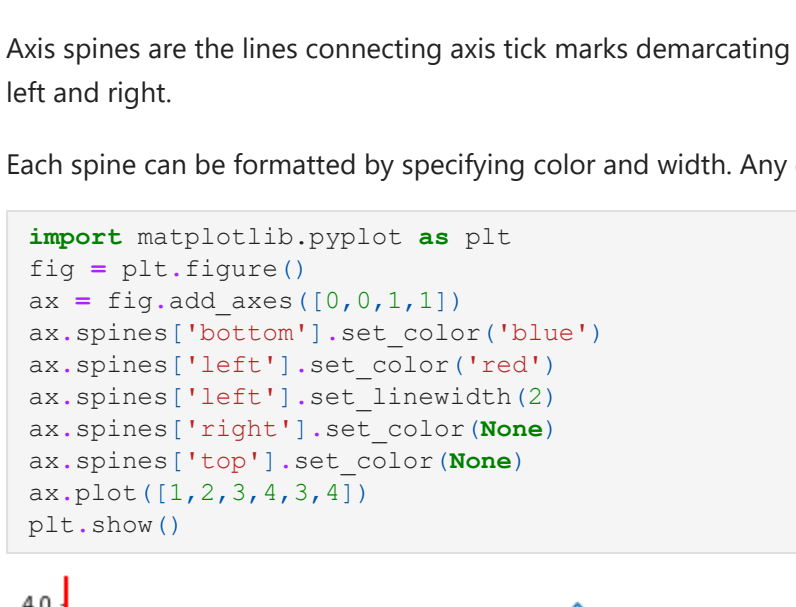 Axis spines are the lines connecting axis tick marks demarcating
left and right.
Each spine can be formatted by specifying color and width. Any
import matplotlib.pyplot as plt
fig = plt.figure()
ax = fig.add_axes([0,0,1,1])
ax.spines['bottom'].set_color('blue')
ax.spines['left'].set_color('red')
ax.spines['left'].set_linewidth(2)
ax.spines['right'].set_color(None)
ax.spines['top'].set_color(None)
ax.plot([1,2,3,4,3,4])
plt.show()
4.0